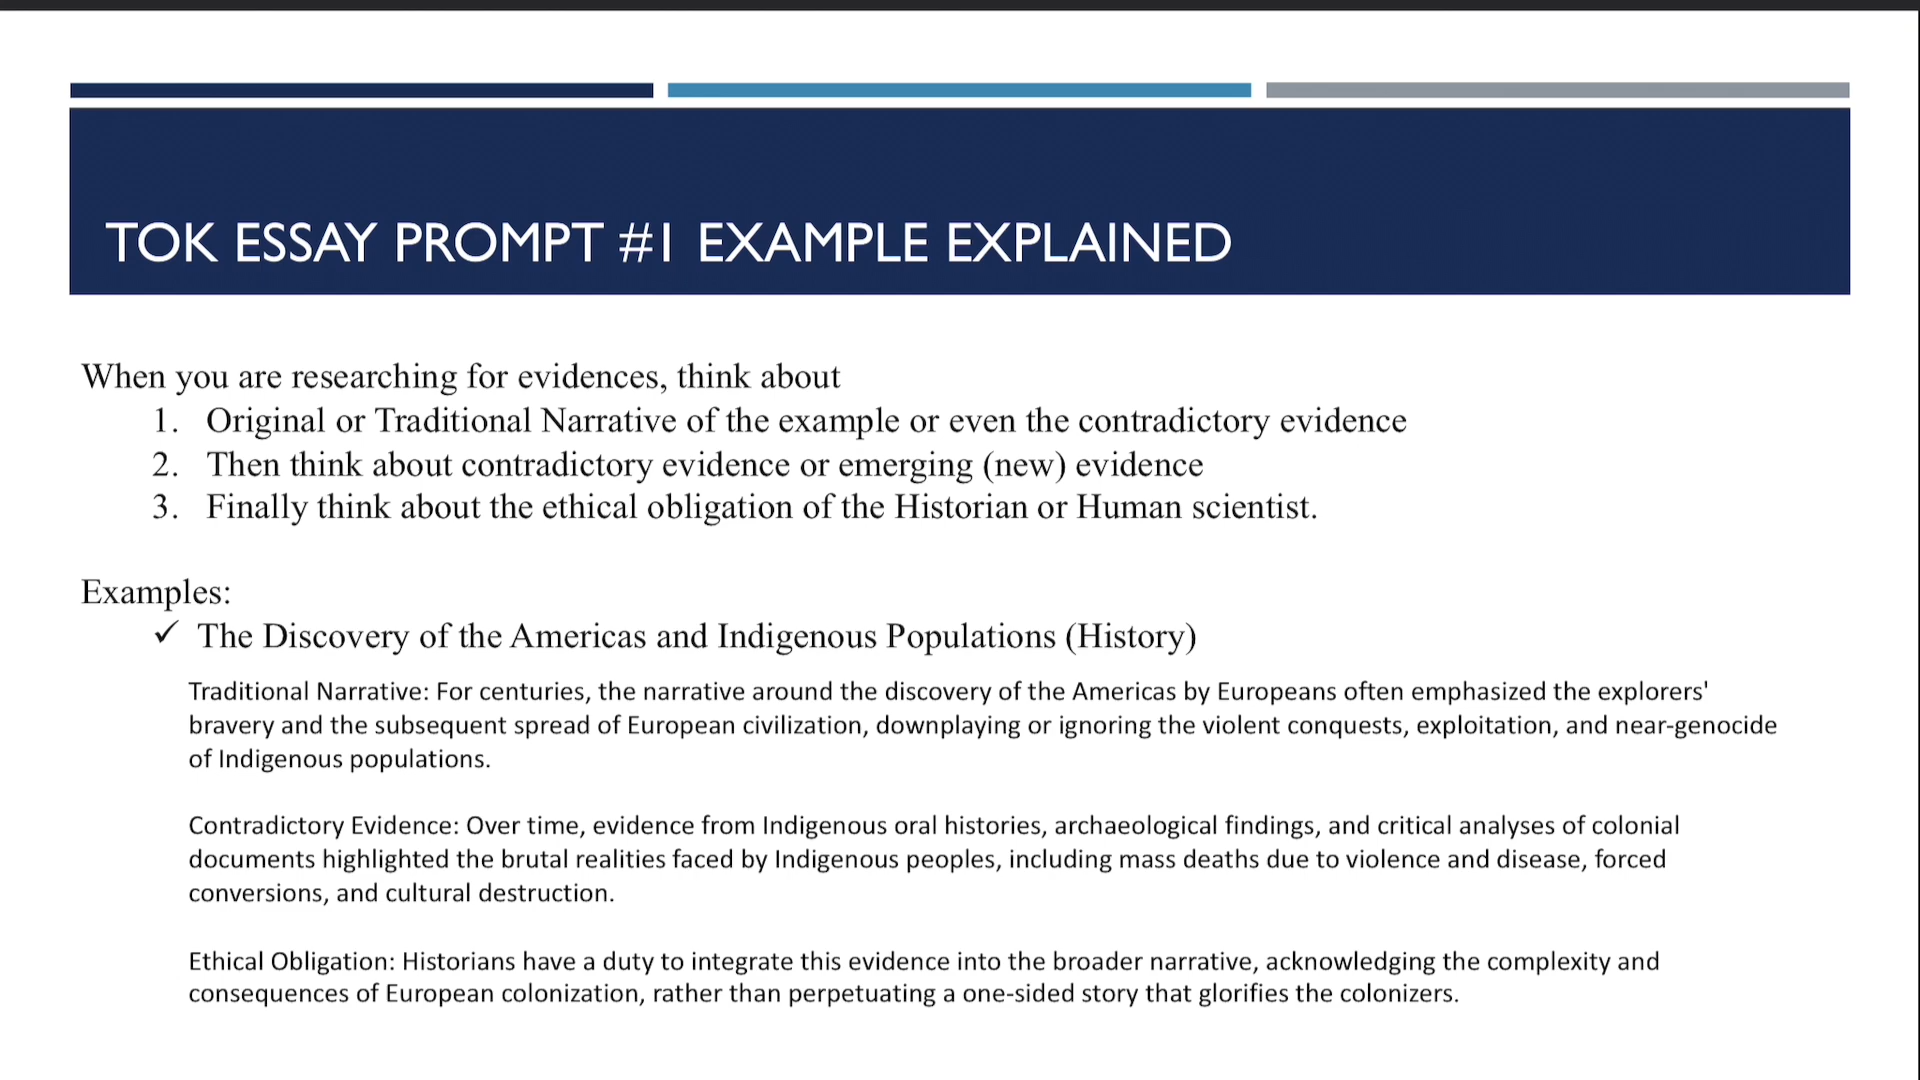 TOK ESSAY PROMPT #1 EXAMPLE EXPLAINED
When you are researching for evidences, think about
1. Original or Traditional Narrative of the example or even the contradictory evidence
2. Then think about contradictory evidence or emerging (new) evidence
3. Finally think about the ethical obligation of the Historian or Human scientist.
Examples:
✓ The Discovery of the Americas and Indigenous Populations (History)
Traditional Narrative: For centuries, the narrative around the discovery of the Americas by Europeans often emphasized the explorers'
bravery and the subsequent spread of European civilization, downplaying or ignoring the violent conquests, exploitation, and near-genocide
of Indigenous populations.
Contradictory Evidence: Over time, evidence from Indigenous oral histories, archaeological findings, and critical analyses of colonial
documents highlighted the brutal realities faced by Indigenous peoples, including mass deaths due to violence and disease, forced
conversions, and cultural destruction.
Ethical Obligation: Historians have a duty to integrate this evidence into the broader narrative, acknowledging the complexity and
consequences of European colonization, rather than perpetuating a one-sided story that glorifies the colonizers.